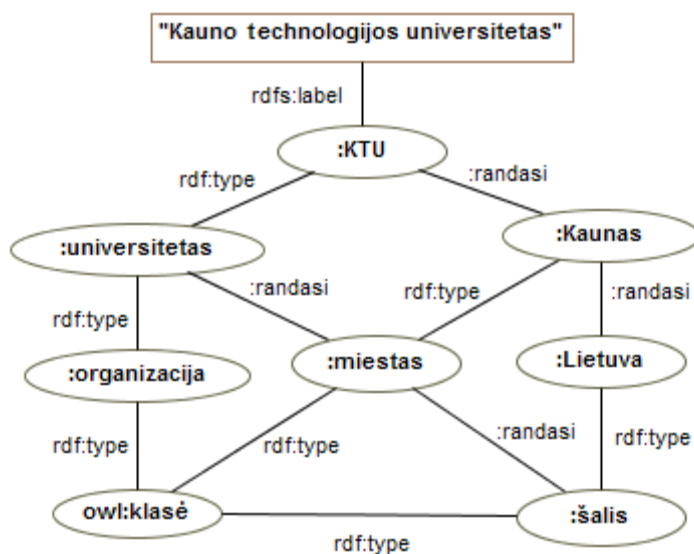 "Kauno technologijos universitetas"
rdfs:label
:KTU
rdf:type
:randasi
:universitetas
:Kaunas
:randasi
rdf:type
rdf:type
:randasi
:organizacija
:miestas
:Lietuva
rdf:type
rdf:type
:randasi
rdf:type
owl:klasė
:šalis
rdf:type